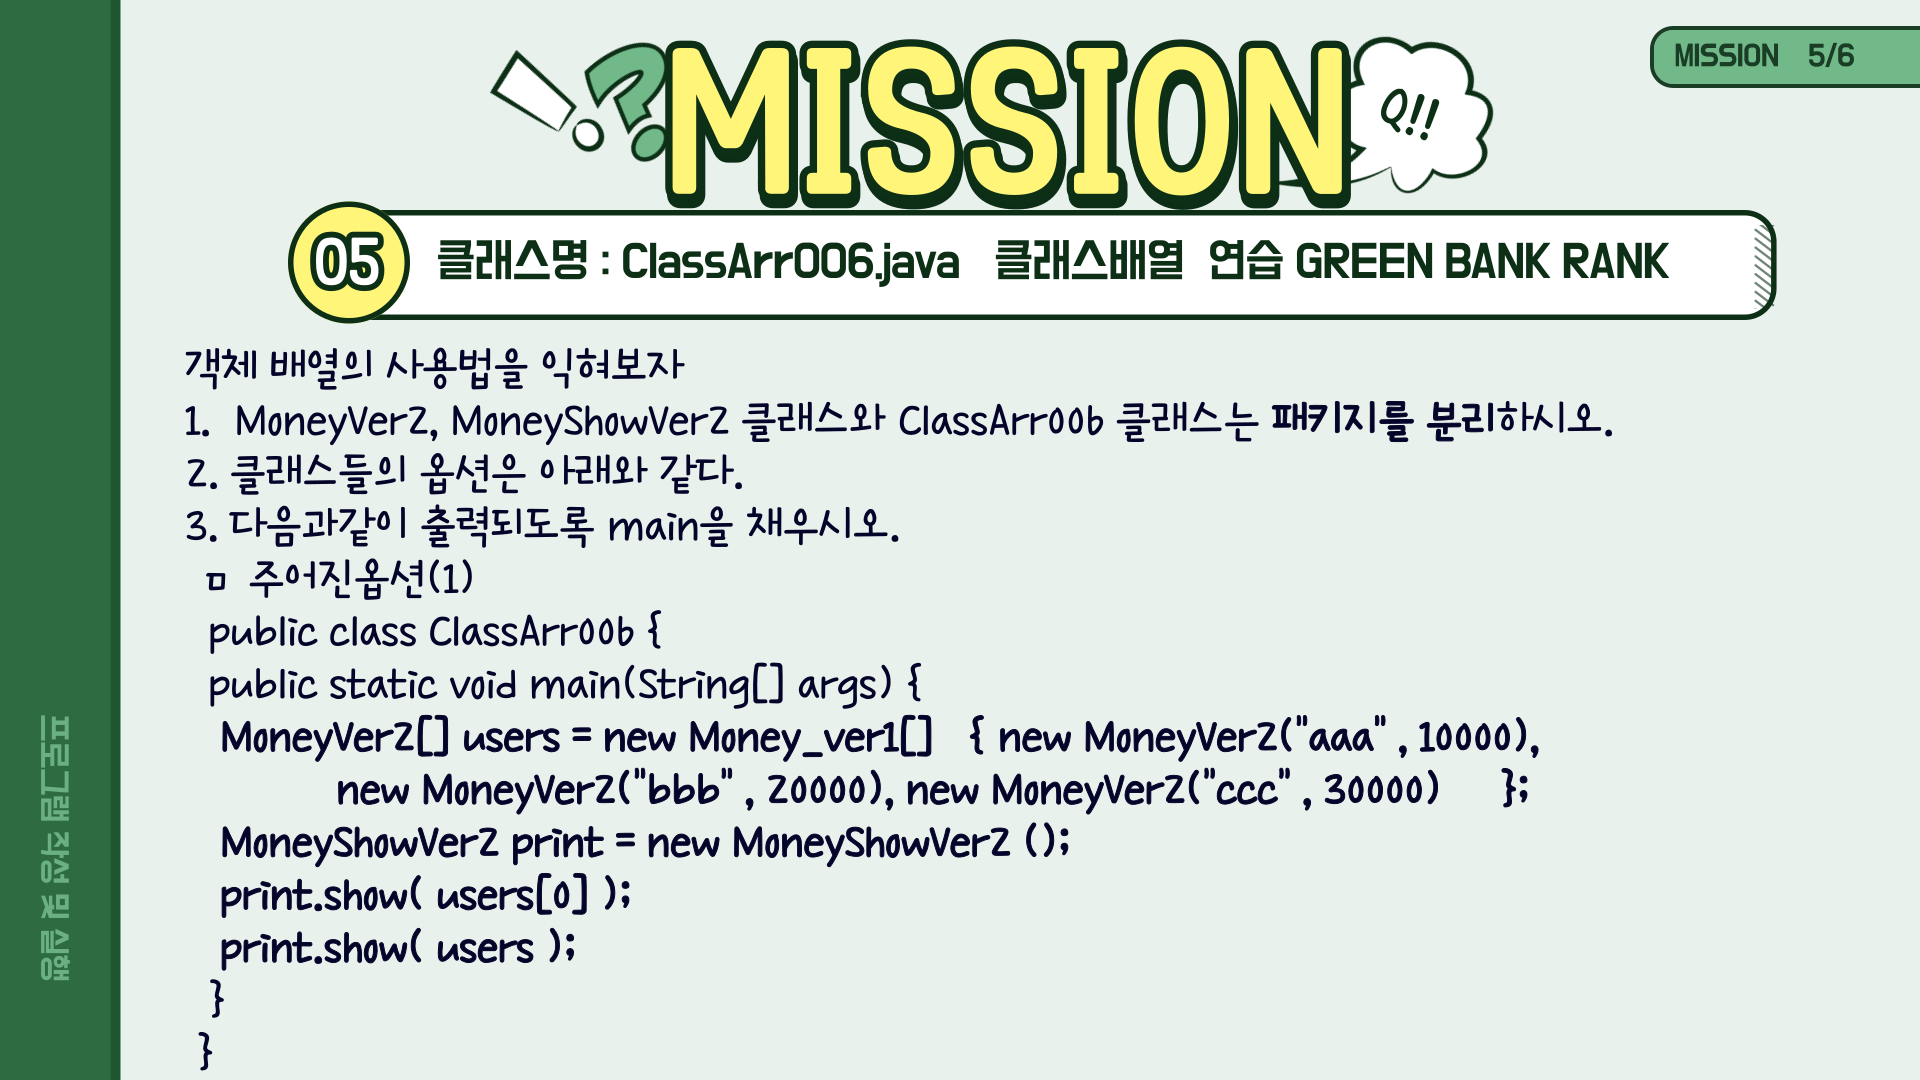 MISSION 5/6
!?
MISSION
Q!!
05
클래스명 : ClassArr006.java 클래스배열 연습 GREEN BANK RANK
객체 배열의 사용법을 익혀보자
1. MoneyVer2, MoneyShowVer2 클래스와 ClassArr006 클래스는 패키지를 분리하시오.
2. 클래스들의 옵션은 아래와 같다.
3. 다음과같이 출력되도록 main을 채우시오.
ㅁ 주어진옵션(1)
public class ClassArr006 {
public static void main(String[] args) {
MoneyVer2[] users = new Money_ver1[] { new MoneyVer2("aaa" , 10000),
new MoneyVer2("bbb" , 20000), new MoneyVer2("ccc" , 30000) };
MoneyShowVer2 print = new MoneyShowVer2 ();
print.show( users[0] );
print.show( users );
}
}
프로그램 작성 및 실행